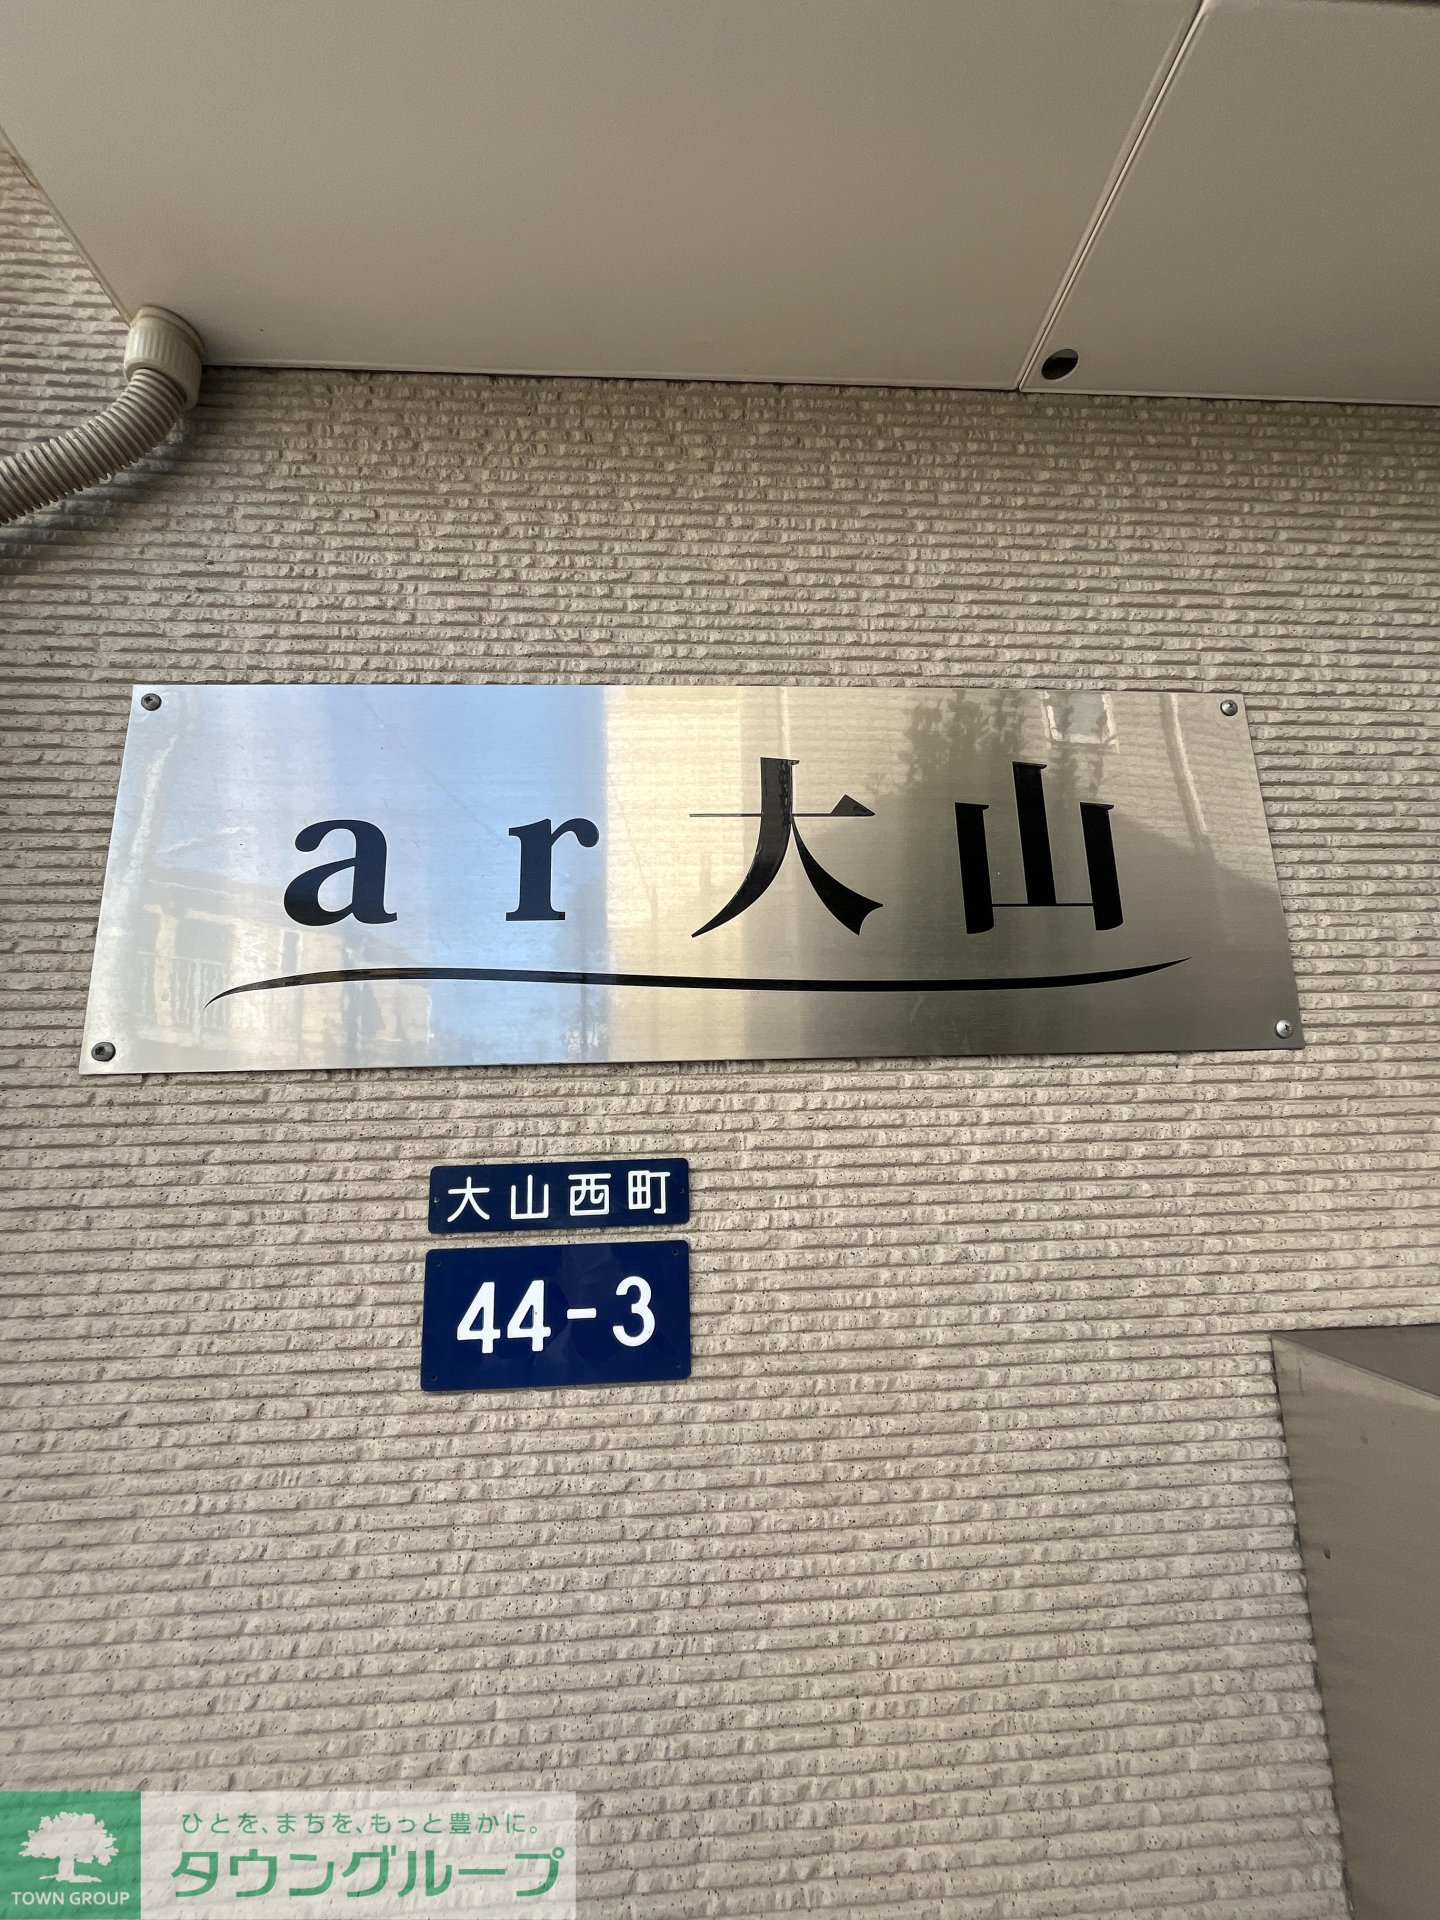 ar大山
大山西町
44-3
ひとを、まちを、もっと豊かに。
タウングループ
TOWN GROUP